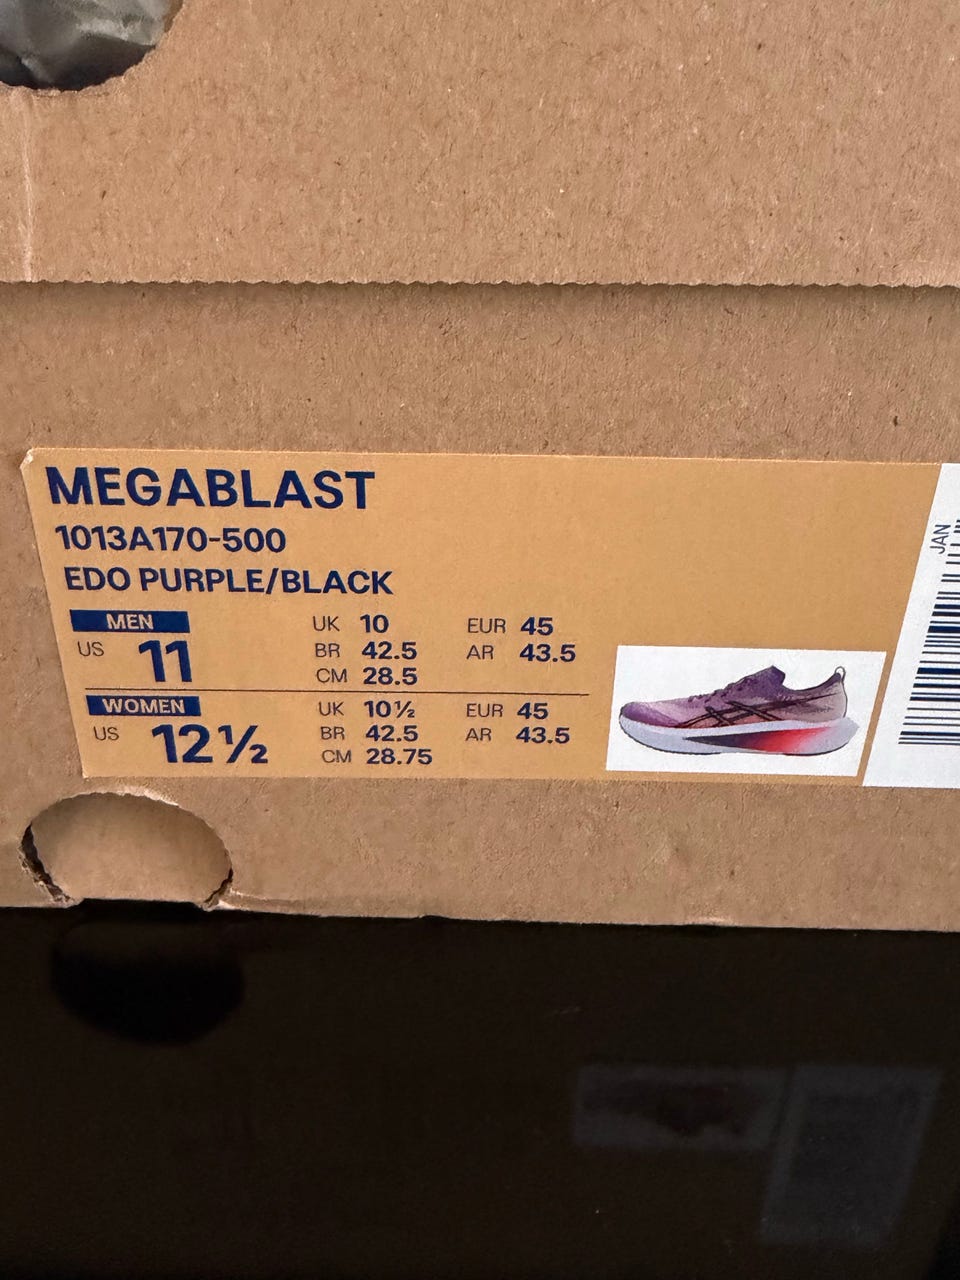 MEGABLAST
1013A170-500
EDO PURPLE/BLACK
MEN
US 11
UK 10 EUR 45
BR 42.5 AR 43.5
CM 28.5
WOMEN
US 12½
UK 10½ EUR 45
BR 42.5 AR 43.5
CM 28.75
JAN